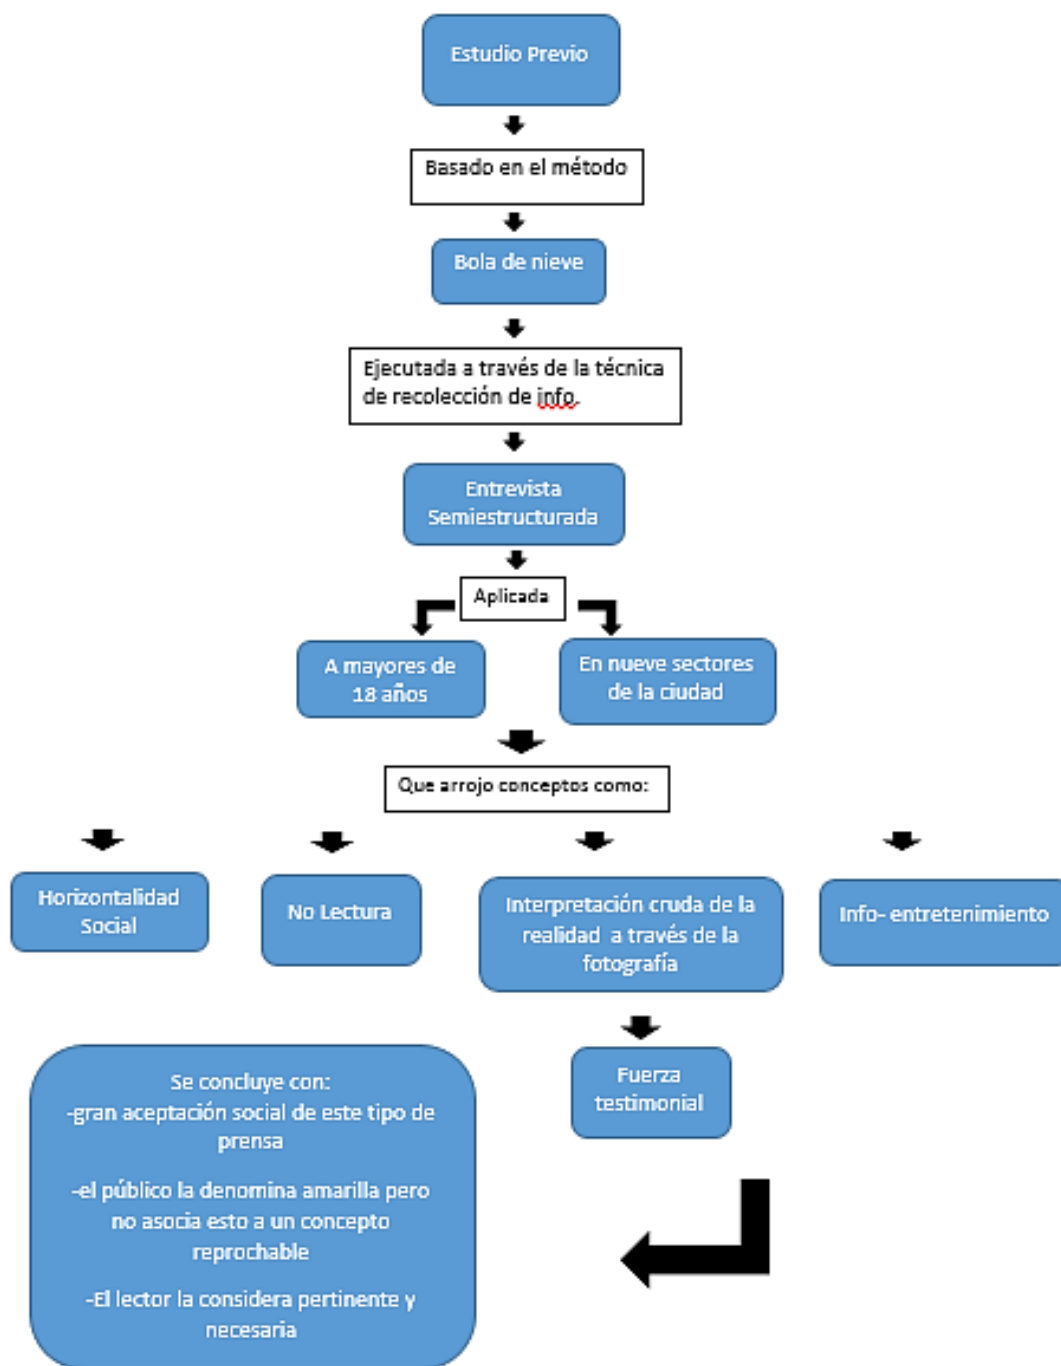 Estudio Previo
Basado en el método
Bola de nieve
Ejecutada a través de la técnica
de recolección de info.
Entrevista
Semiestructurada
Aplicada
A mayores de
18 años
En nueve sectores
de la ciudad
Que arrojo conceptos como:
Horizontalidad
Social
No Lectura
Interpretación cruda de la
realidad a través de la
fotografía
Info- entretenimiento
Fuerza
testimonial
Se concluye con:
-gran aceptación social de este tipo de
prensa
-el público la denomina amarilla pero
no asocia esto a un concepto
reprochable
-El lector la considera pertinente y
necesaria